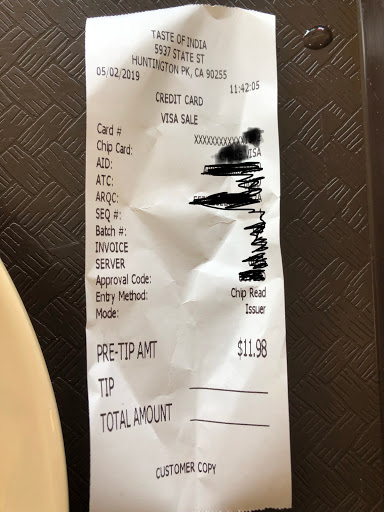 TASTE OF INDIA
5937 STATE ST
HUNTINGTON PK, CA 90255
05/02/2019 11:42:05
CREDIT CARD
VISA SALE
Card # XXXXXXXXXXXX
Chip Card: VISA
AID:
ATC:
ARQC:
SEQ #:
Batch #:
INVOICE
SERVER
Approval Code:
Entry Method: Chip Read
Mode: Issuer
PRE-TIP AMT $11.98
TIP
TOTAL AMOUNT
CUSTOMER COPY